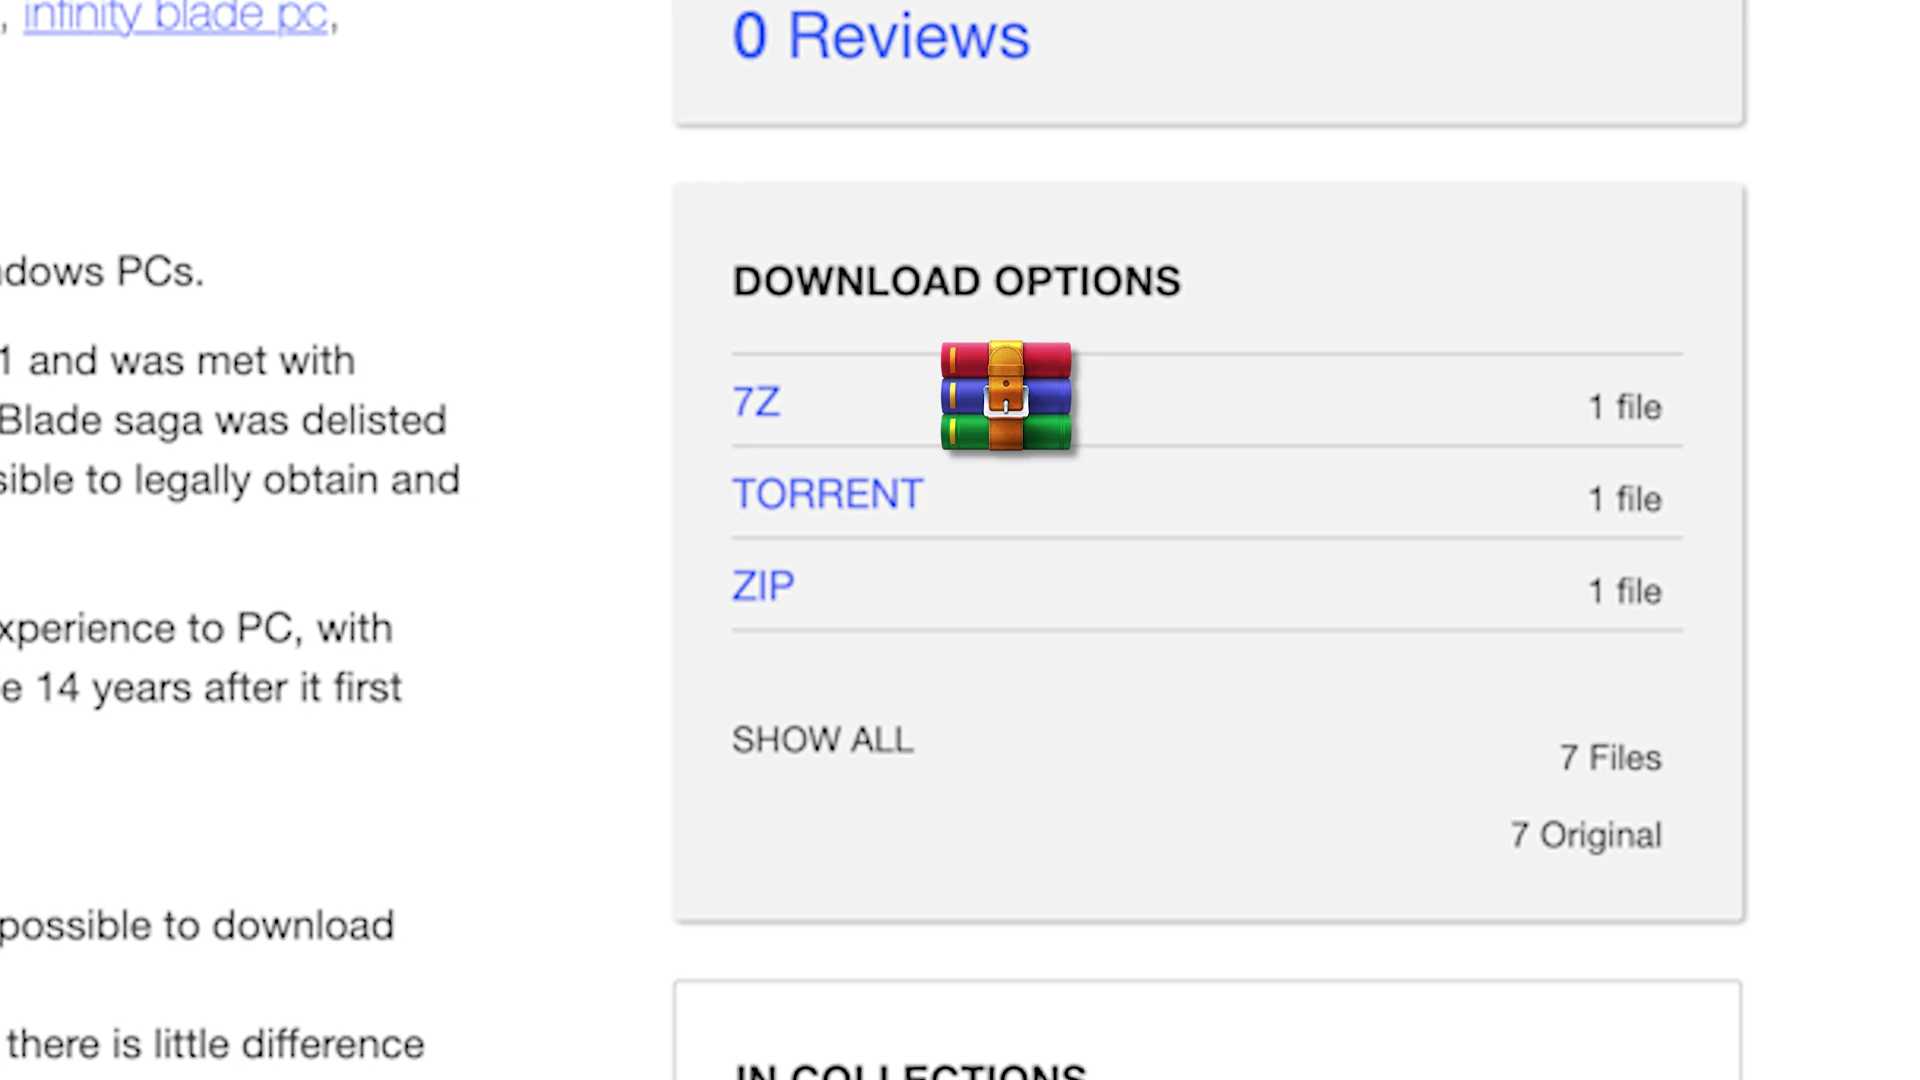 , infinity blade pc,
ndows PCs.
1 and was met with
Blade saga was delisted
sible to legally obtain and
xperience to PC, with
e 14 years after it first
possible to download
there is little difference
0 Reviews
DOWNLOAD OPTIONS
7Z 1 file
TORRENT 1 file
ZIP 1 file
SHOW ALL 7 Files
7 Original
IN COLLECTIONS